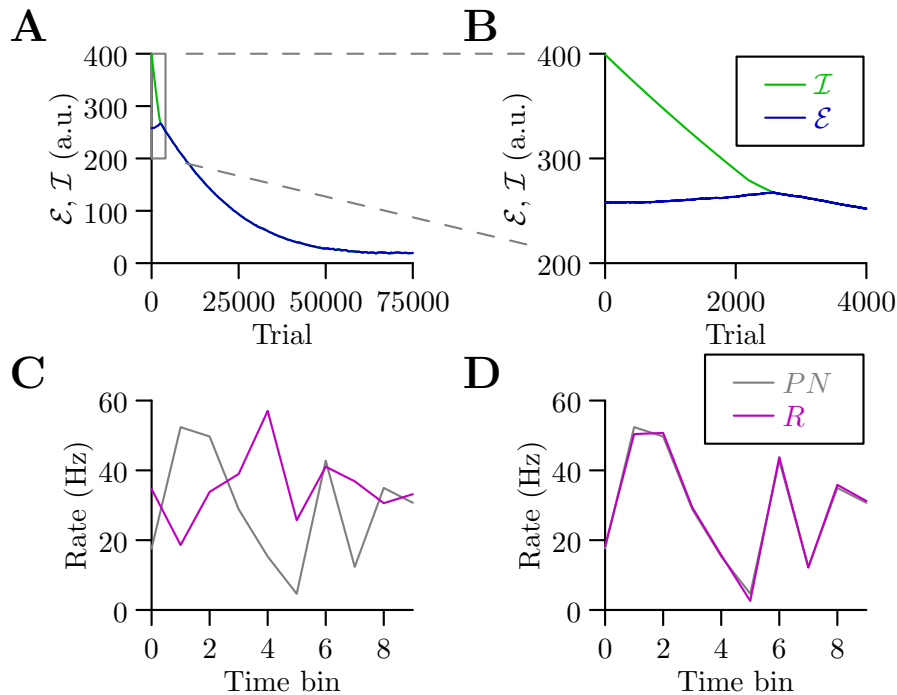 A
ℰ, ℐ (a.u.)
400
300
200
100
0
0 25000 50000 75000
Trial
B
ℰ, ℐ (a.u.)
400
300
200
0 2000 4000
Trial
ℐ
ℰ
C
Rate (Hz)
60
40
20
0
0 2 4 6 8
Time bin
D
Rate (Hz)
60
40
20
0
0 2 4 6 8
Time bin
PN
R